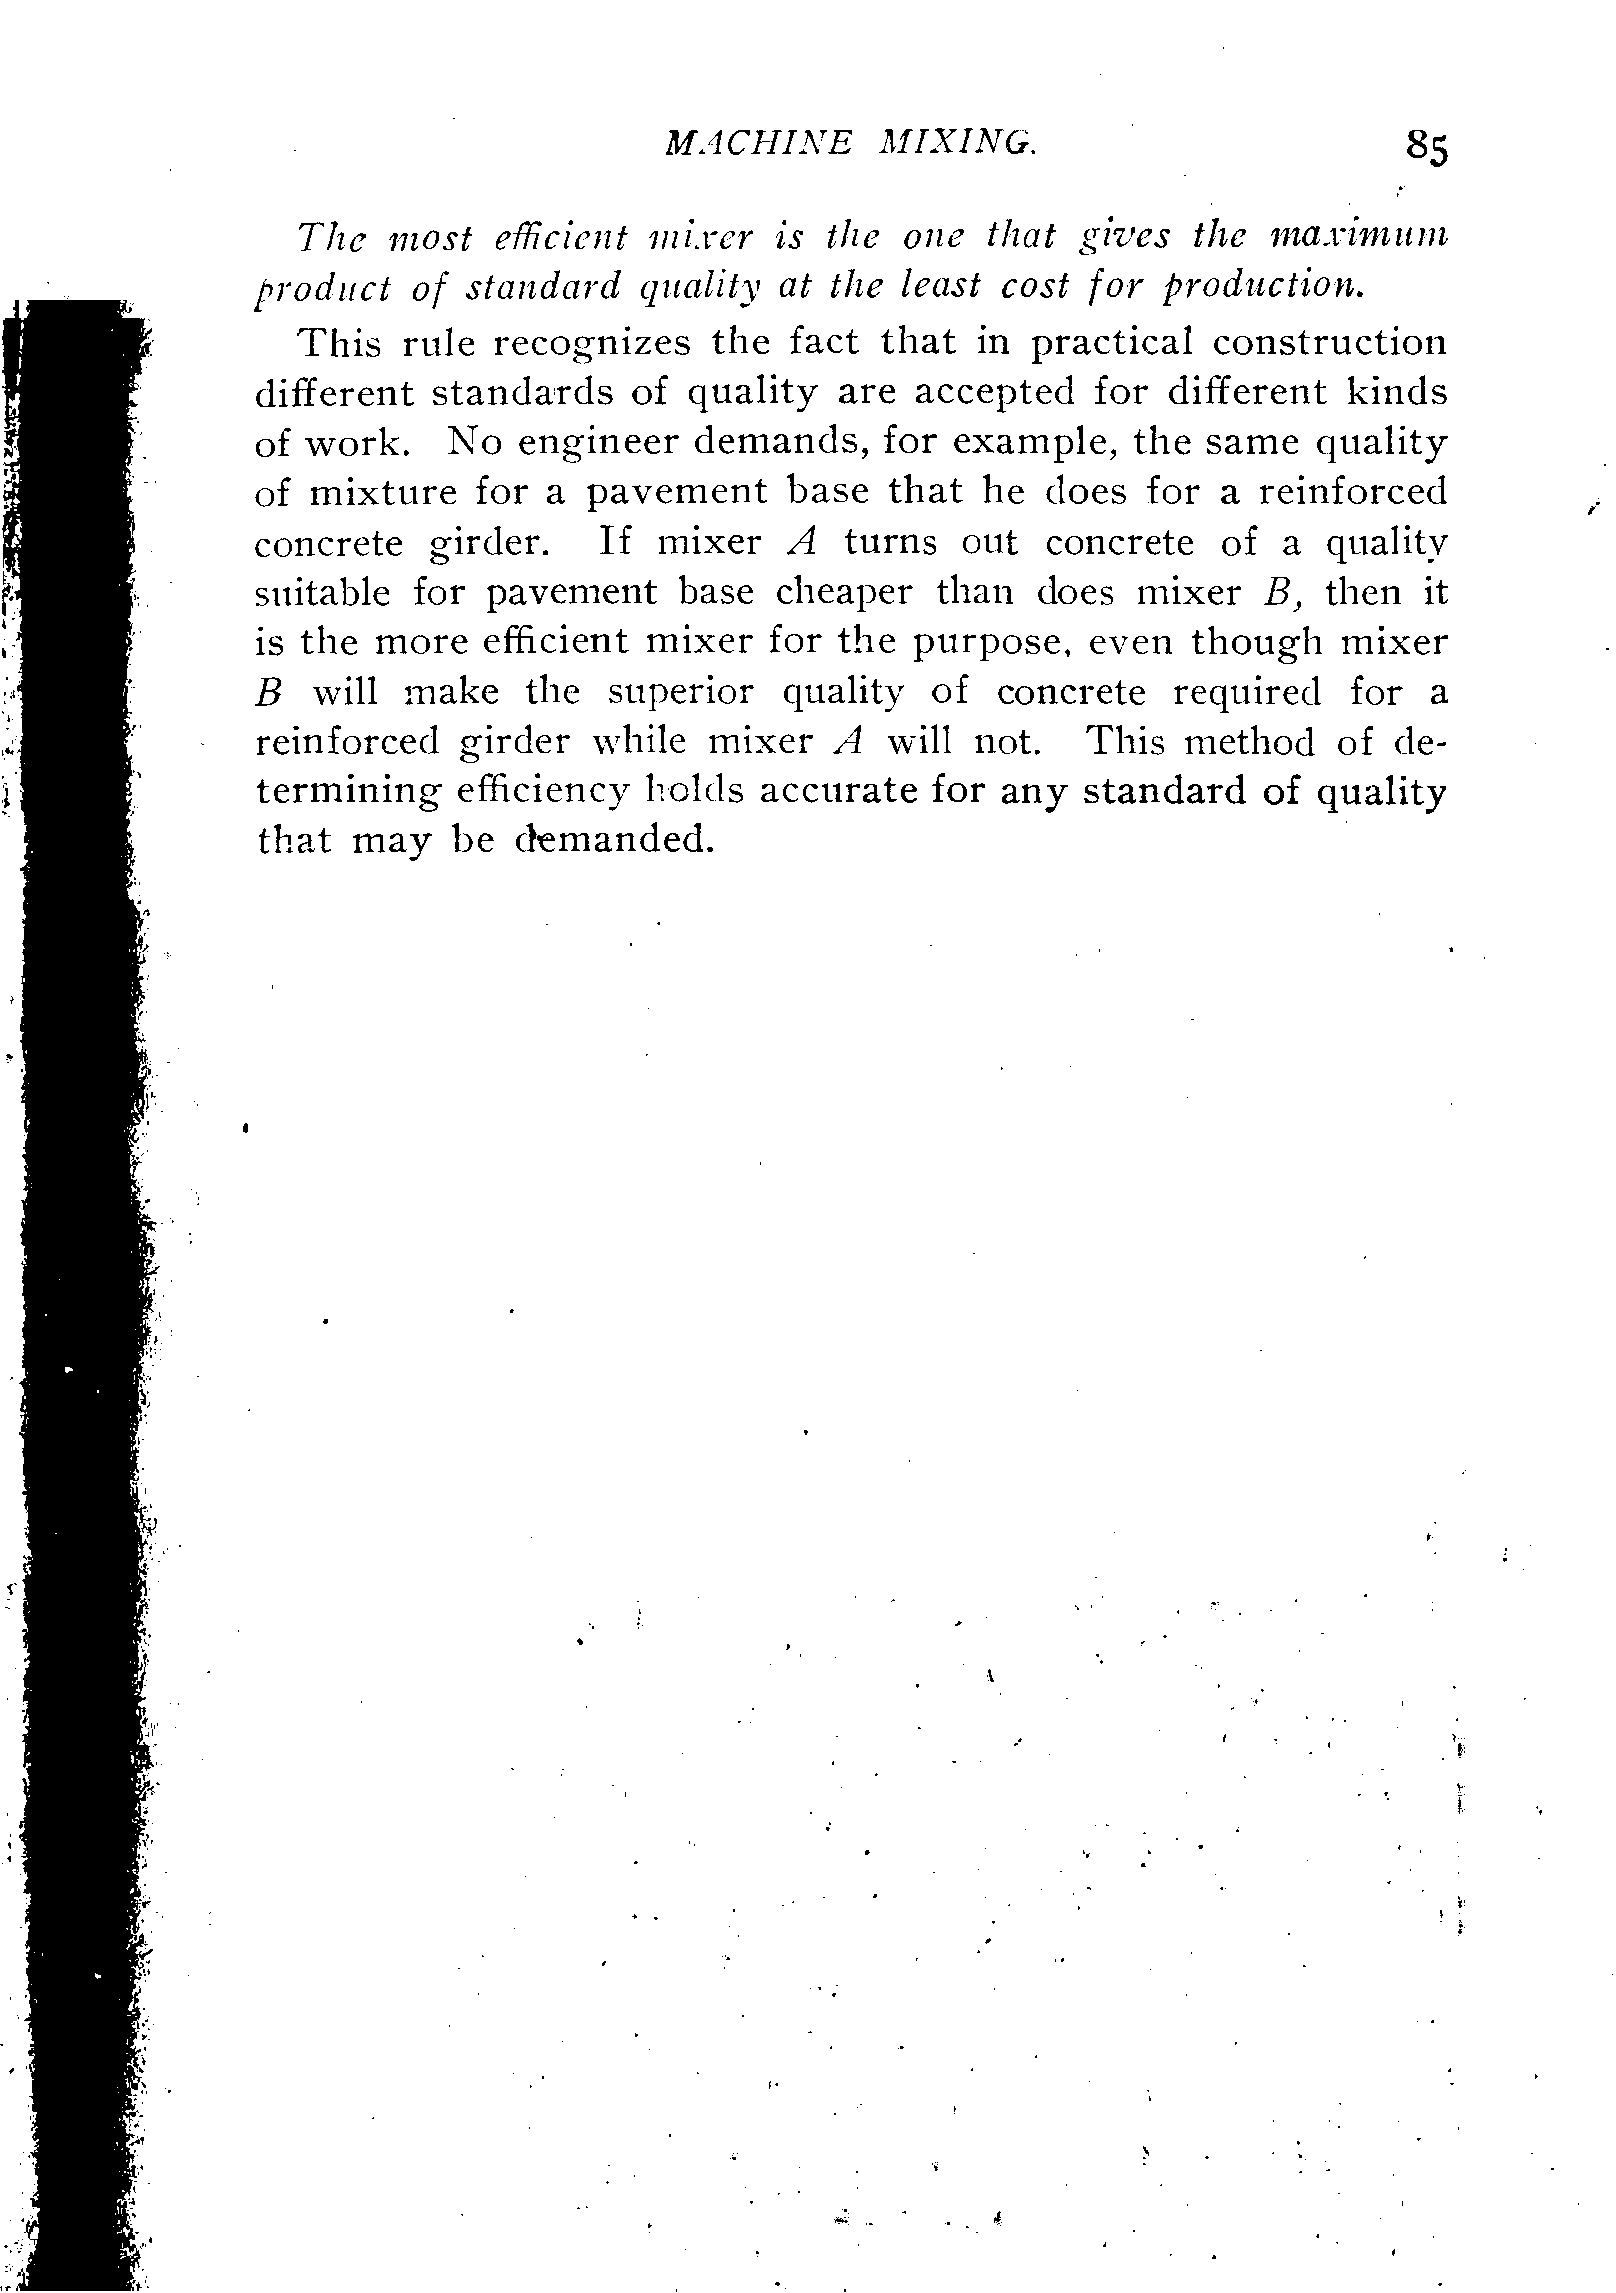 MACHINE MIXING. 85
The most efficient mixer is the one that gives the maximum
product of standard quality at the least cost for production.
This rule recognizes the fact that in practical construction
different standards of quality are accepted for different kinds
of work. No engineer demands, for example, the same quality
of mixture for a pavement base that he does for a reinforced
concrete girder. If mixer A turns out concrete of a quality
suitable for pavement base cheaper than does mixer B, then it
is the more efficient mixer for the purpose, even though mixer
B will make the superior quality of concrete required for a
reinforced girder while mixer A will not. This method of de-
termining efficiency holds accurate for any standard of quality
that may be demanded.